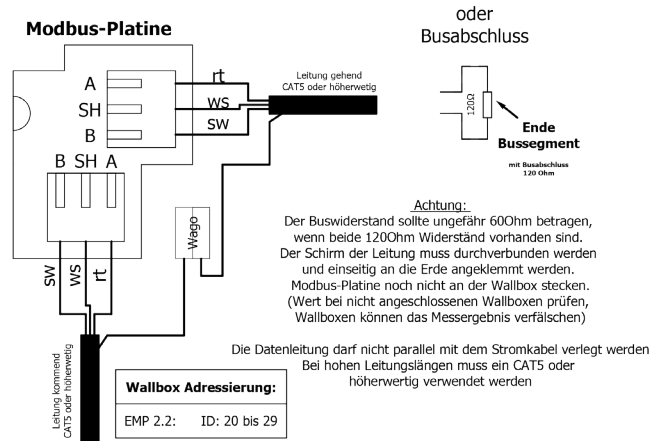 Modbus-Platine
oder
Busabschluss
A
SH
B
rt
ws
sw
Leitung gehend
CAT5 oder höherwetig
120Ω
Ende
Bussegment
mit Busabschluss
120 Ohm
B SH A
sw
ws
rt
Wago
Achtung:
Der Buswiderstand sollte ungefähr 60Ohm betragen,
wenn beide 120Ohm Widerständ vorhanden sind.
Der Schirm der Leitung muss durchverbunden werden
und einseitig an die Erde angeklemmt werden.
Modbus-Platine noch nicht an der Wallbox stecken.
(Wert bei nicht angeschlossenen Wallboxen prüfen,
Wallboxen können das Messergebnis verfälschen)
Die Datenleitung darf nicht parallel mit dem Stromkabel verlegt werden
Bei hohen Leitungslängen muss ein CAT5 oder
höherwertig verwendet werden
Leitung kommend
CAT5 oder höherwetig
Wallbox Adressierung:
EMP 2.2: ID: 20 bis 29